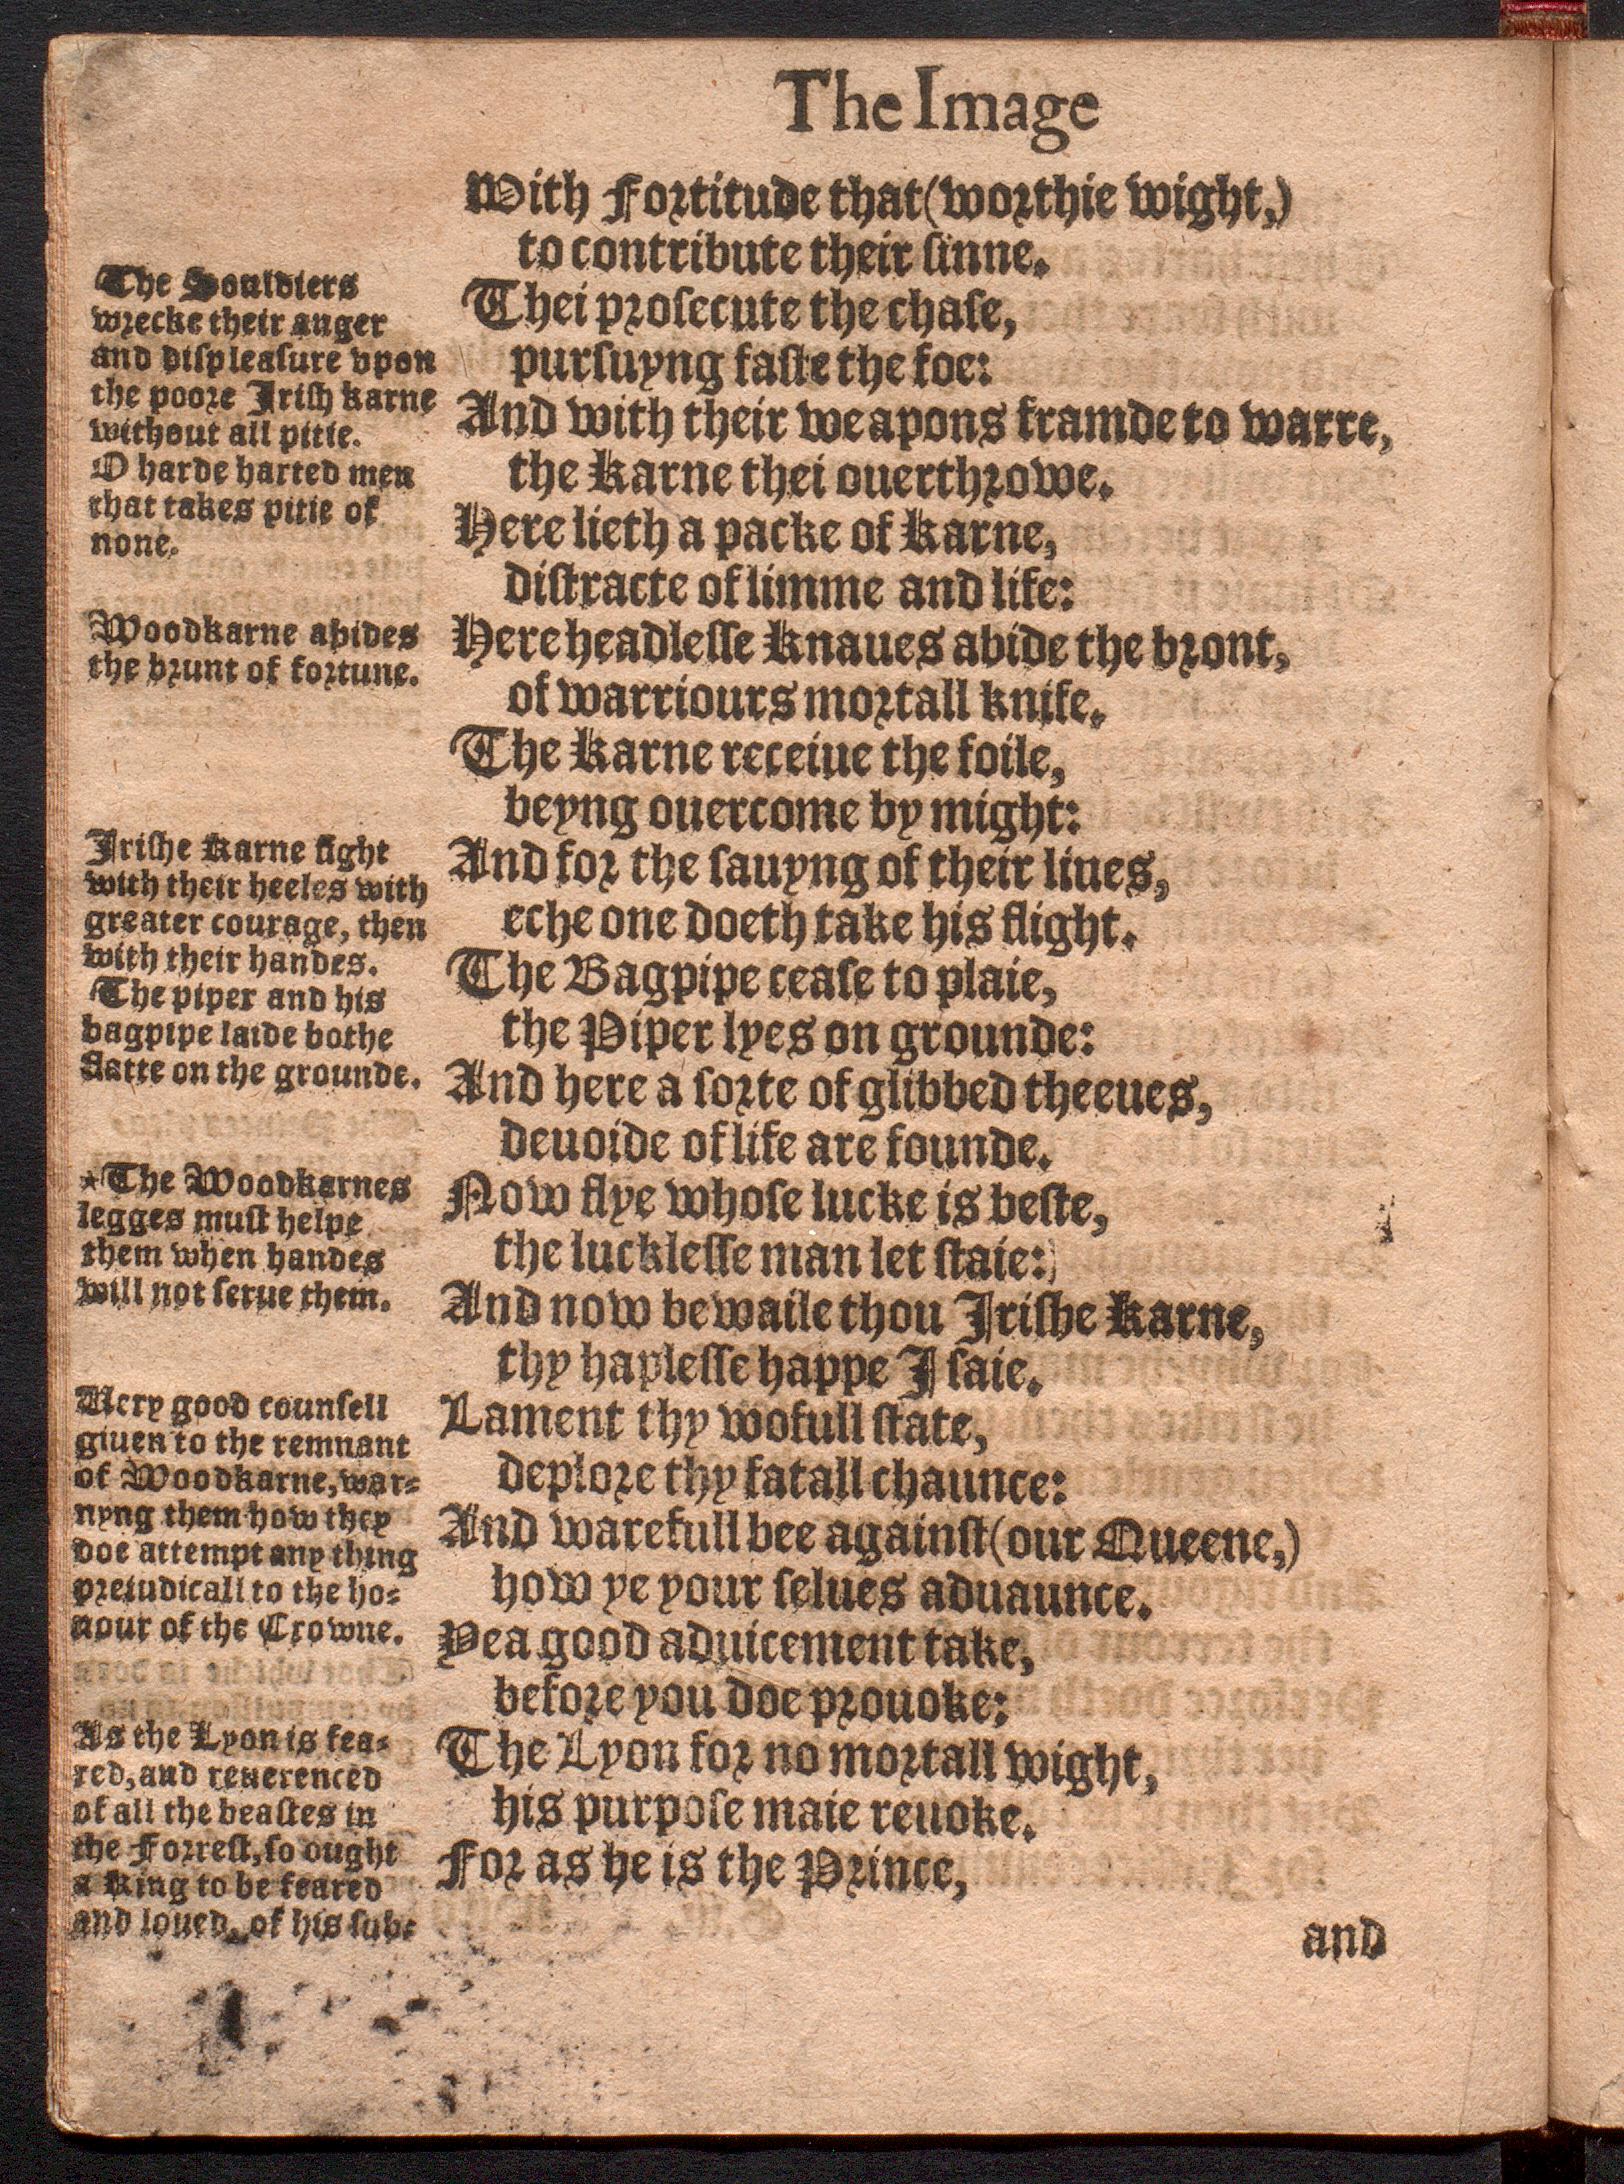 The Image
With Fortitude that (worthie wight,)
to contribute their sinne.
Thei prosecute the chase,
pursuyng faste the foe:
And with their weapons framde to warre,
the Karne thei ouerthrowe.
Here lieth a packe of Karne,
distracte of limme and life:
Here headlesse Knaues abide the bront,
of warriours mortall knife.
The Karne receiue the foile,
beyng ouercome by might:
And for the sauyng of their liues,
eche one doeth take his flight.
The Bagpipe cease to plaie,
the Piper lyes on grounde:
And here a sorte of glibbed theeues,
deuoide of life are founde.
Now flye whose lucke is beste,
the lucklesse man let staie:
And now bewaile thou Irishe Karne,
thy haplesse happe I saie.
Lament thy wofull state,
deplore thy fatall chaunce:
And warefull bee against (our Queene,)
how ye your selues aduaunce.
Yea good aduicement take,
before you doe prouoke:
The Lyon for no mortall wight,
his purpose maie reuoke.
For as he is the Prince,
and
The Souldiers
wrecke their anger
and displeasure vpon
the poore Irish karne
without all pitie.
O harde harted men
that takes pitie of
none.
Woodkarne abides
the brunt of fortune.
Irishe Karne fight
with their heeles with
greater courage, then
with their handes.
The piper and his
bagpipe laide bothe
flatte on the grounde.
*The Woodkarnes
legges must helpe
them when handes
will not serue them.
Very good counsell
giuen to the remnant
of Woodkarne, war-
nyng them how they
doe attempt any thing
preiudicall to the ho-
nour of the Crowne.
As the Lyon is fea-
red, and reuerenced
of all the beastes in
the Forrest, so ought
a King to be feared
and loued, of his sub-